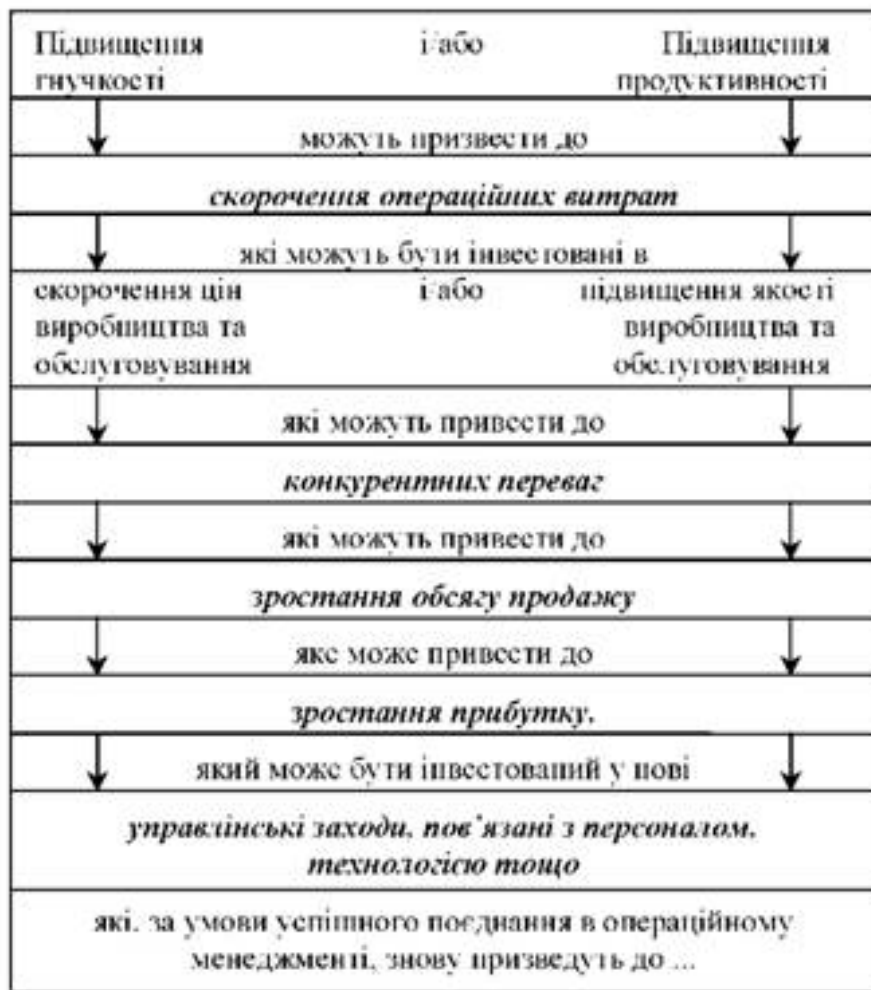 Підвищення і/або Підвищення
гнучкості продуктивності
можуть призвести до
скорочення операційних витрат
які можуть бути інвестовані в
скорочення цін і/або підвищення якості
виробництва та виробництва та
обслуговування обслуговування
які можуть привести до
конкурентних переваг
які можуть привести до
зростання обсягу продажу
яке може привести до
зростання прибутку,
який може бути інвестований у нові
управлінські заходи, пов'язані з персоналом,
технологією тощо
які, за умови успішного поєднання в операційному
менеджменті, знову призведуть до ...